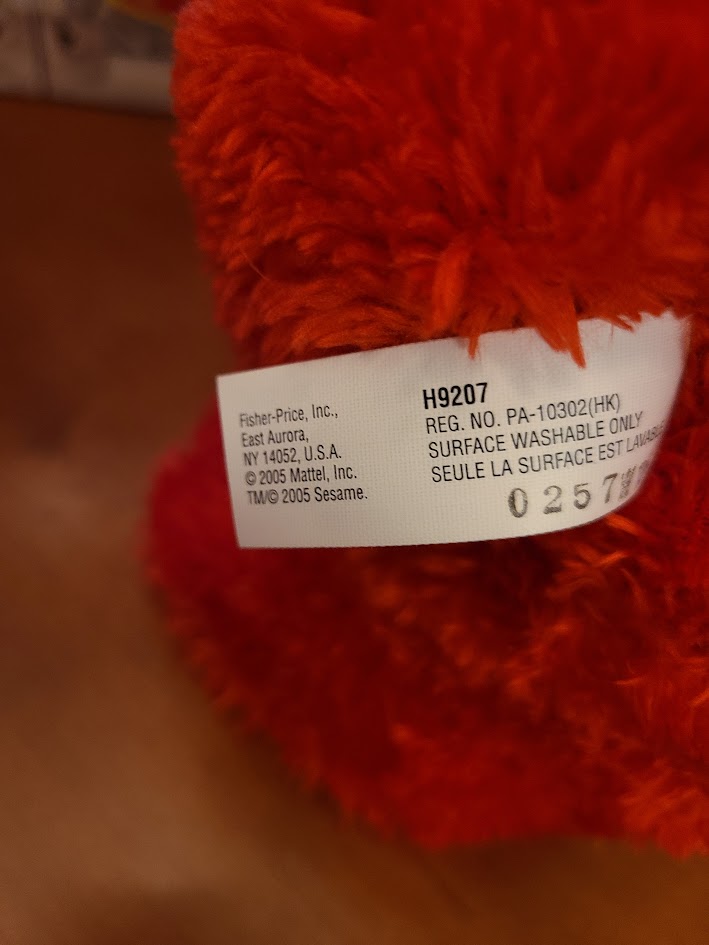 Fisher-Price, Inc.,
East Aurora,
NY 14052, U.S.A.
© 2005 Mattel, Inc.
TM/© 2005 Sesame.
H9207
REG. NO. PA-10302(HK)
SURFACE WASHABLE ONLY
SEULE LA SURFACE EST LAVABLE
0257